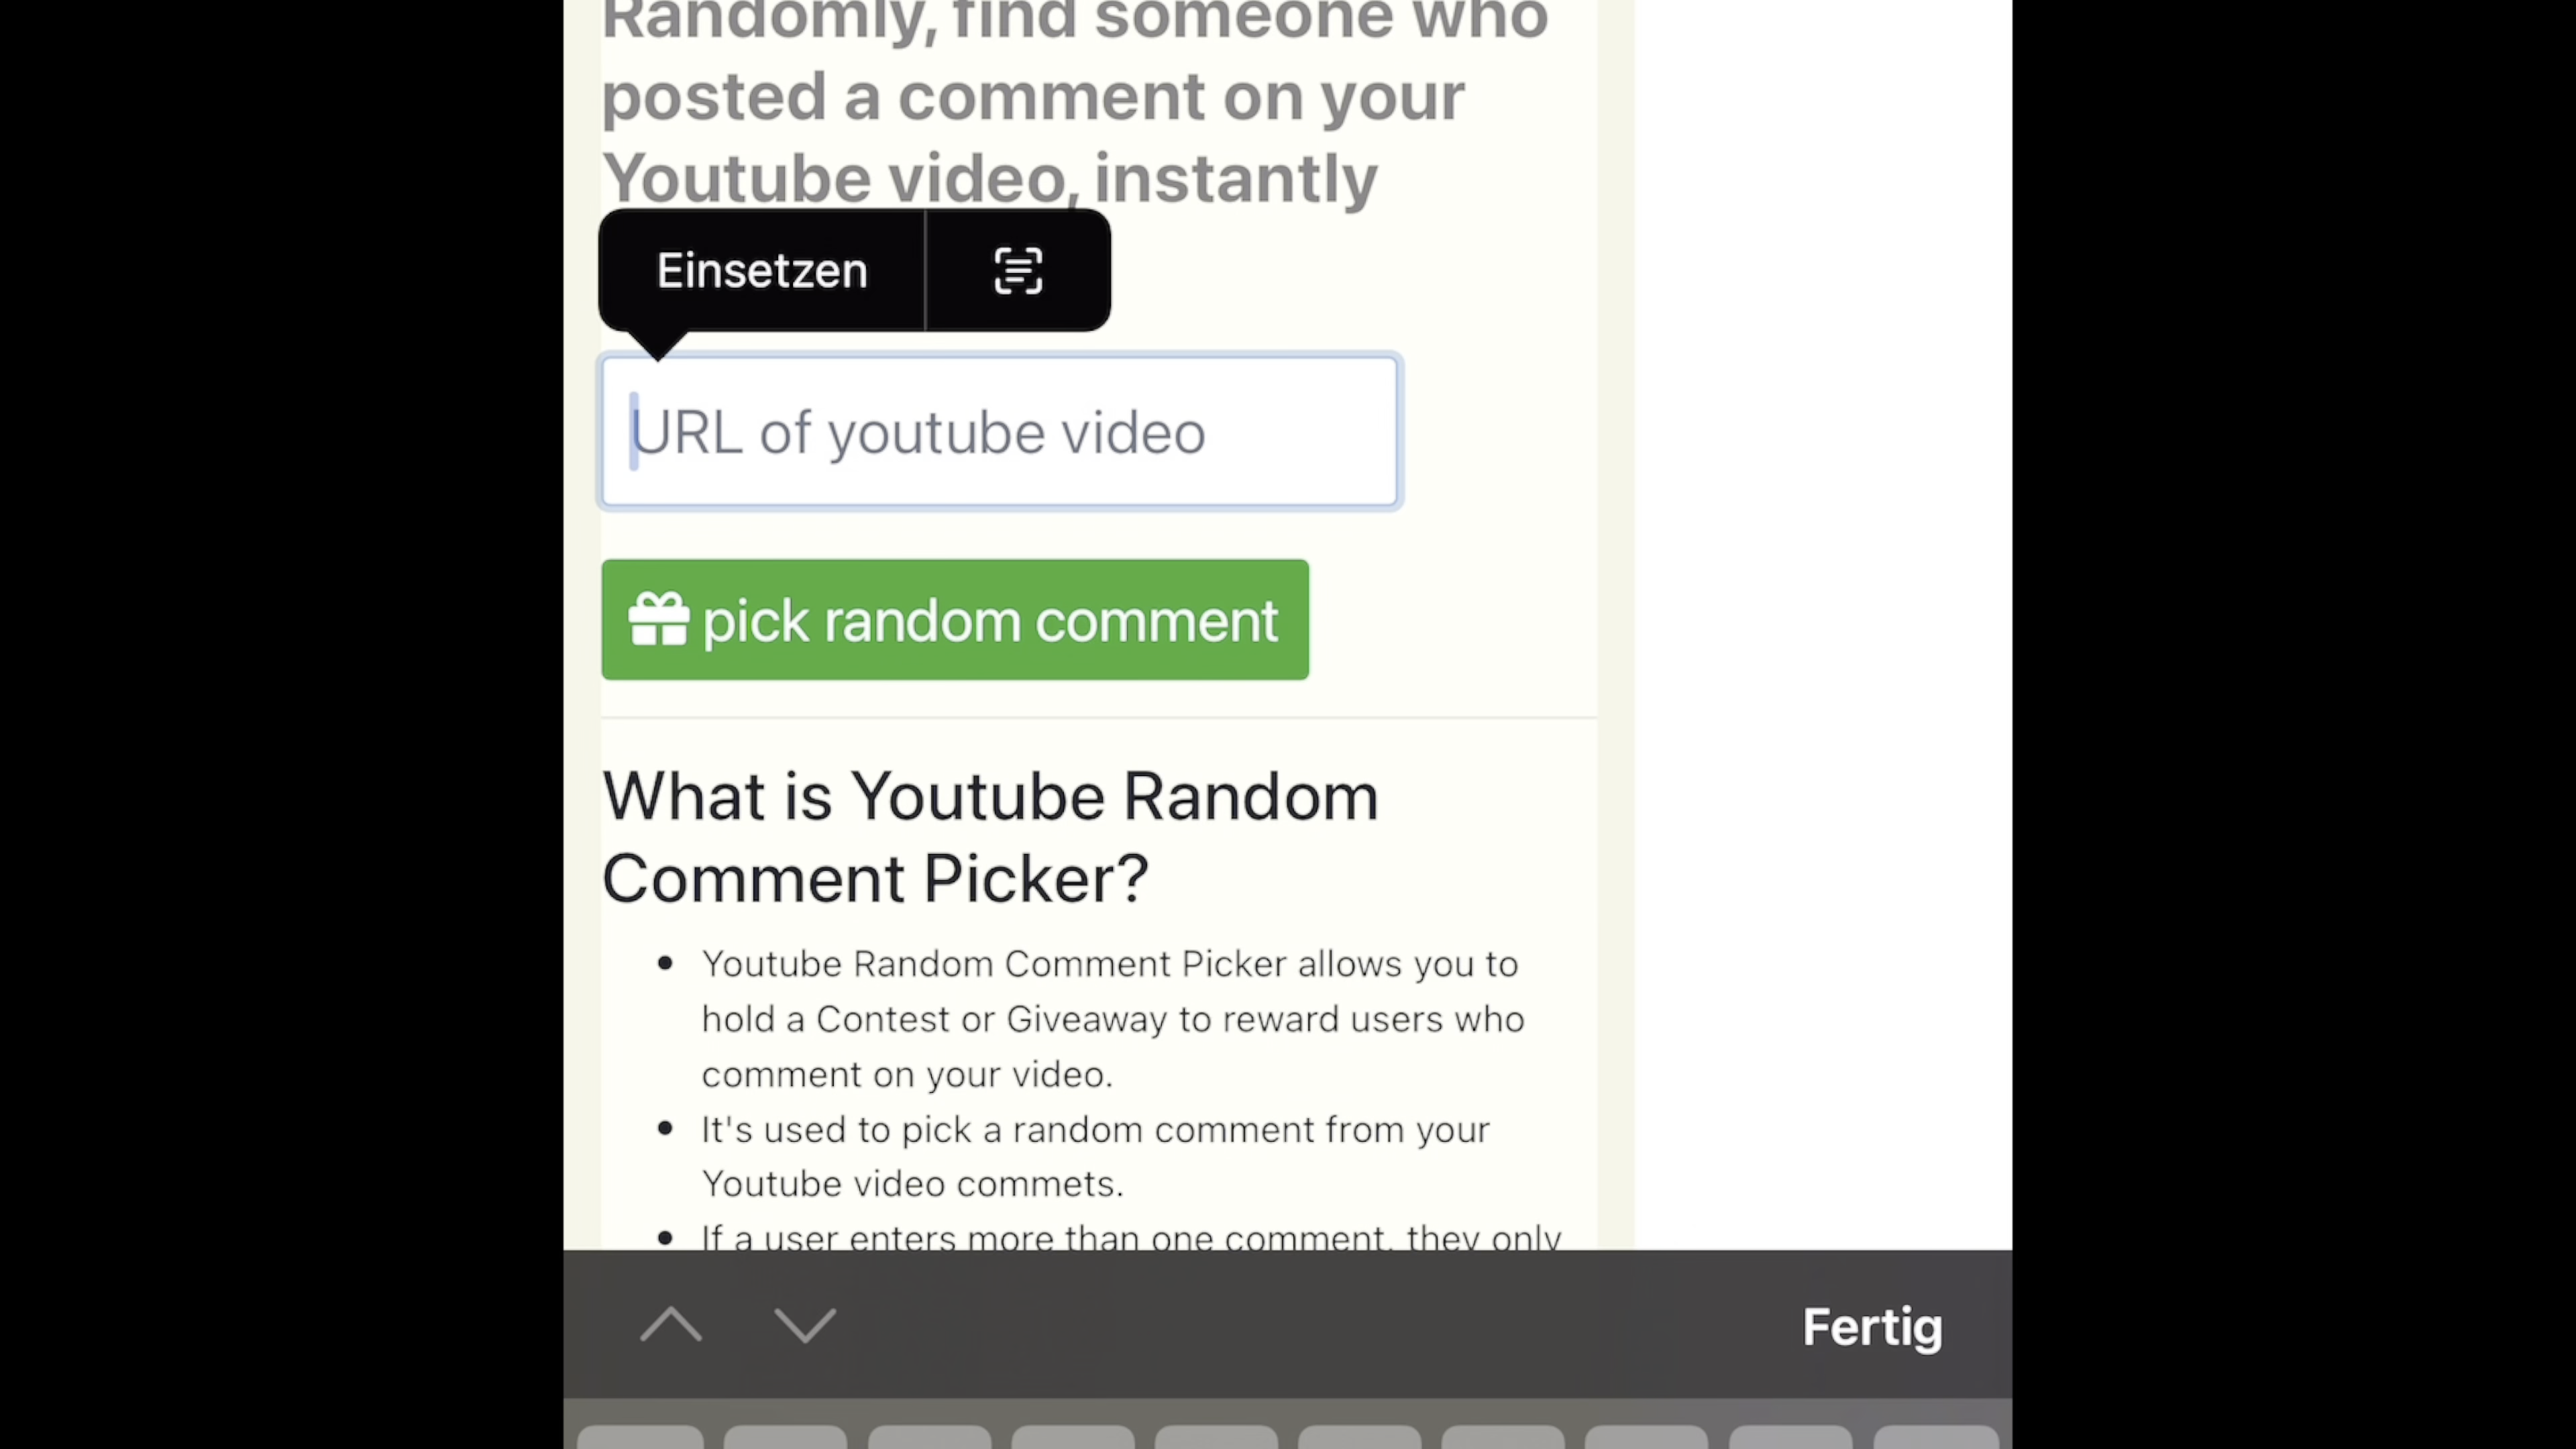 Randomly, find someone who
posted a comment on your
Youtube video, instantly
Einsetzen
URL of youtube video
pick random comment
What is Youtube Random
Comment Picker?
Youtube Random Comment Picker allows you to
hold a Contest or Giveaway to reward users who
comment on your video.
It's used to pick a random comment from your
Youtube video commets.
If a user enters more than one comment, they only
Fertig